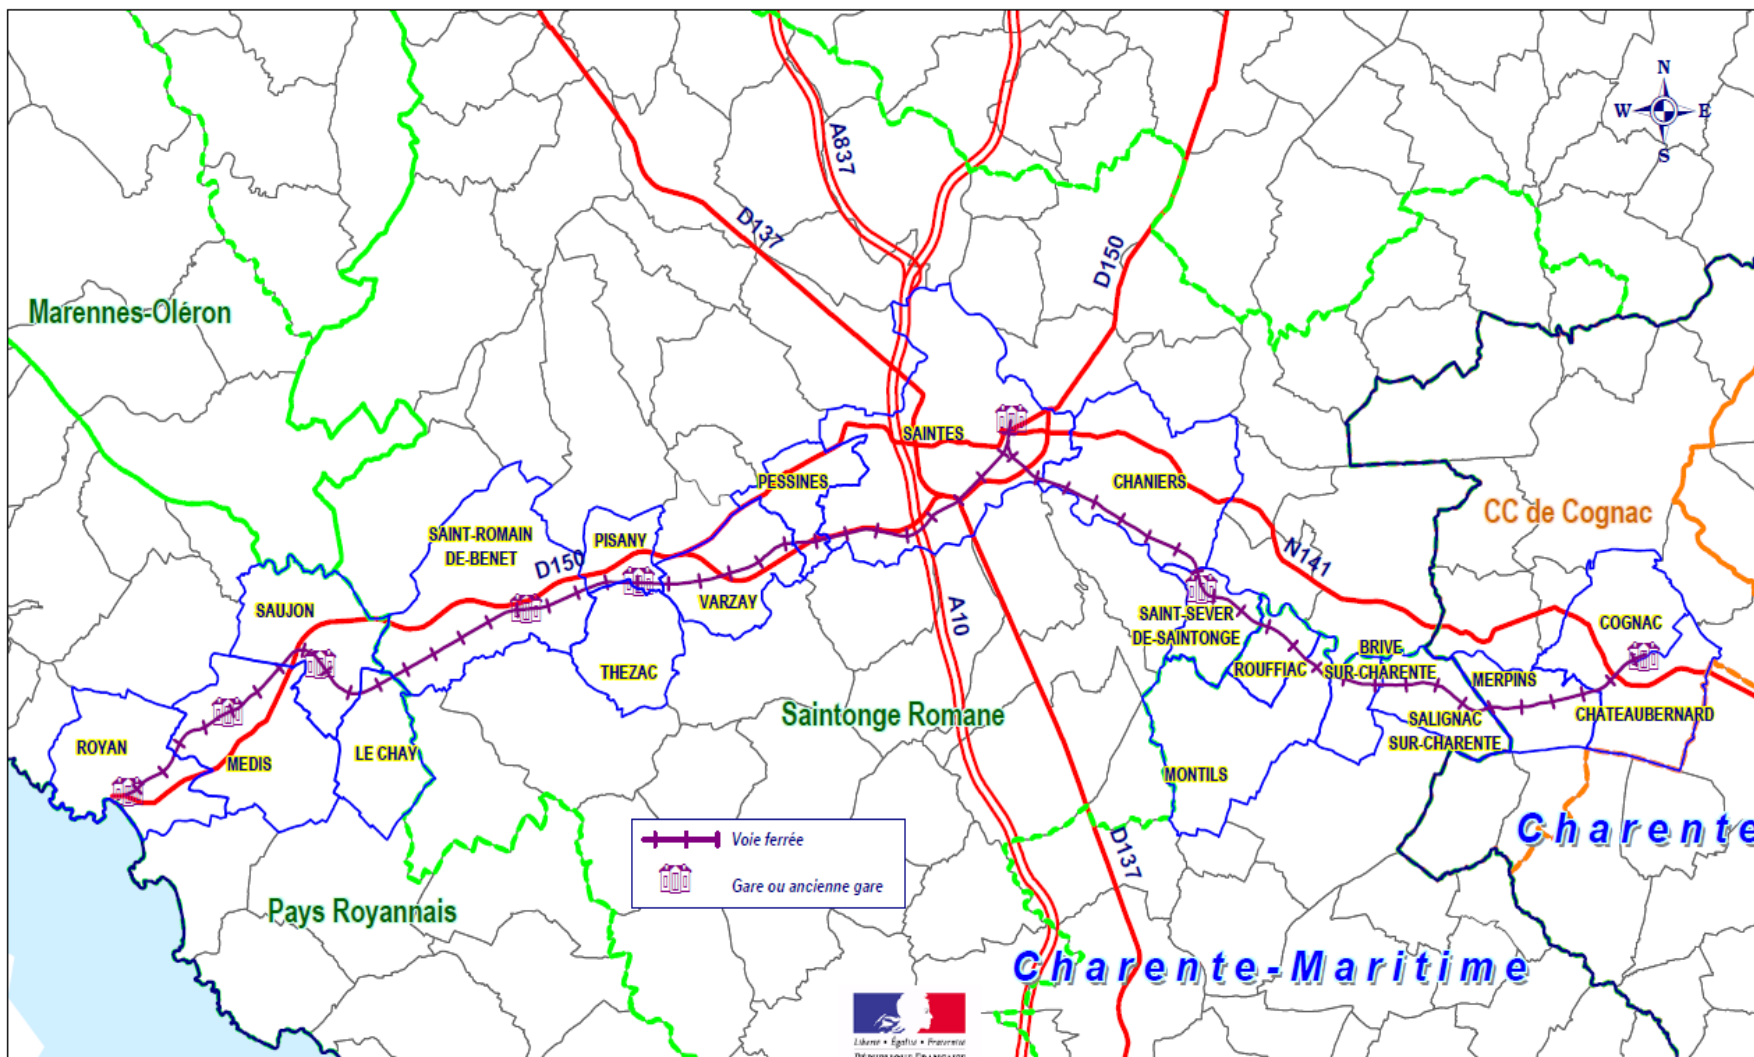 N
W
E
S
A837
D137
D150
Marennes-Oléron
SAINTES
PESSINES
CHANIERS
CC de Cognac
SAINT-ROMAIN
DE-BENET
PISANY
D150
N141
VARZAY
SAUJON
A10
SAINT-SEVER
DE-SAINTONGE
COGNAC
BRIVE
SUR-CHARENTE
ROUFFIAC
THEZAC
MERPINS
Saintonge Romane
SALIGNAC
SUR-CHARENTE
CHATEAUBERNARD
ROYAN
MEDIS
LE CHAY
MONTILS
Charente
Voie ferrée
Gare ou ancienne gare
D137
Pays Royannais
Charente-Maritime
Liberté • Égalité • Fraternité
RÉPUBLIQUE FRANÇAISE